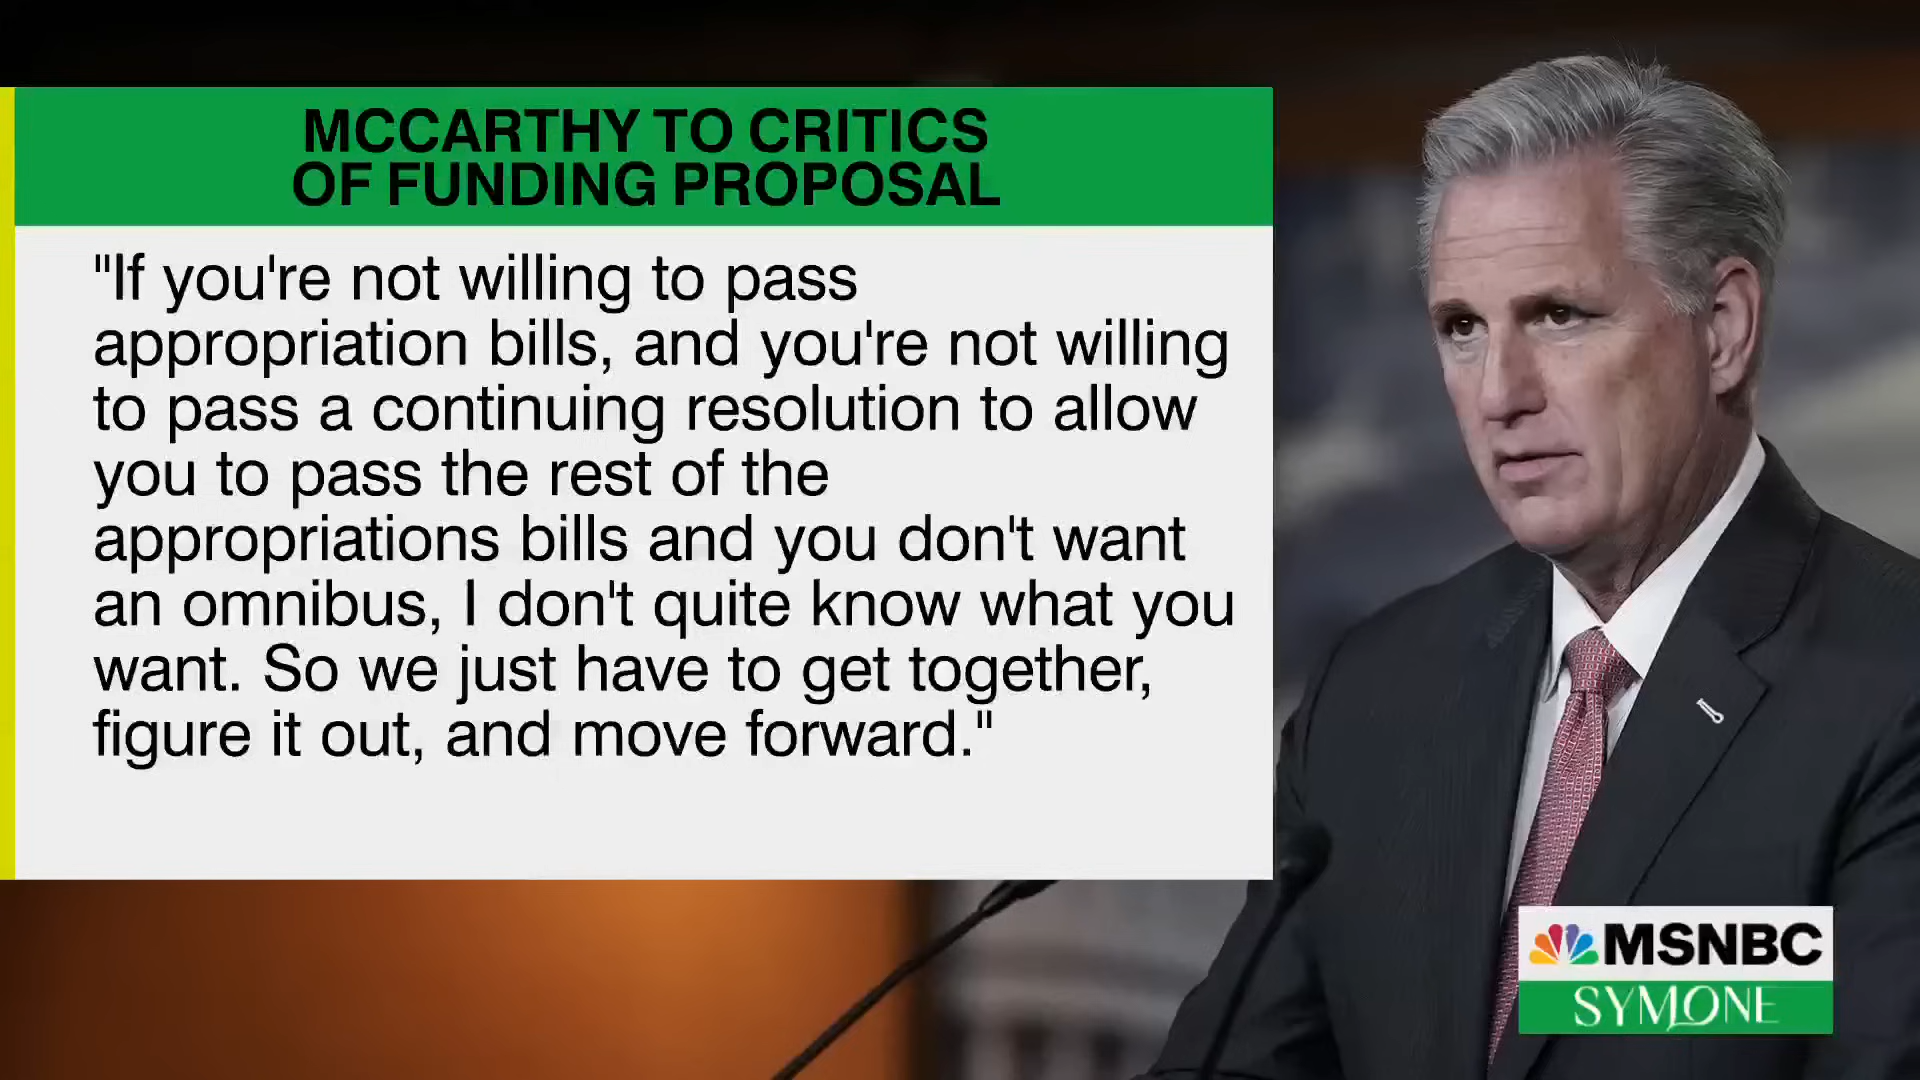 MCCARTHY TO CRITICS
OF FUNDING PROPOSAL
"If you're not willing to pass
appropriation bills, and you're not willing
to pass a continuing resolution to allow
you to pass the rest of the
appropriations bills and you don't want
an omnibus, I don't quite know what you
want. So we just have to get together,
figure it out, and move forward."
MSNBC
SYMONE